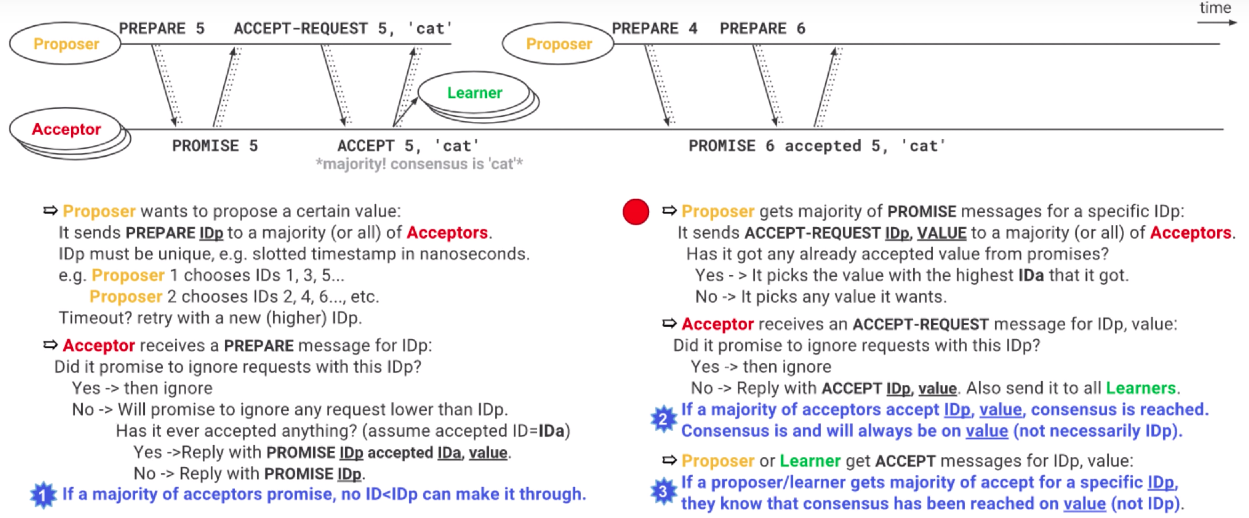 time
PREPARE 5 ACCEPT-REQUEST 5, 'cat' PREPARE 4 PREPARE 6
Proposer Proposer
Learner
Acceptor
PROMISE 5 ACCEPT 5, 'cat' PROMISE 6 accepted 5, 'cat'
*majority! consensus is 'cat'*
⇨ Proposer wants to propose a certain value:
It sends PREPARE IDp to a majority (or all) of Acceptors.
IDp must be unique, e.g. slotted timestamp in nanoseconds.
e.g. Proposer 1 chooses IDs 1, 3, 5...
Proposer 2 chooses IDs 2, 4, 6..., etc.
Timeout? retry with a new (higher) IDp.
⇨ Acceptor receives a PREPARE message for IDp:
Did it promise to ignore requests with this IDp?
Yes -> then ignore
No -> Will promise to ignore any request lower than IDp.
Has it ever accepted anything? (assume accepted ID=IDa)
Yes ->Reply with PROMISE IDp accepted IDa, value.
No -> Reply with PROMISE IDp.
1 If a majority of acceptors promise, no ID<IDp can make it through.
⇨ Proposer gets majority of PROMISE messages for a specific IDp:
It sends ACCEPT-REQUEST IDp, VALUE to a majority (or all) of Acceptors.
Has it got any already accepted value from promises?
Yes - > It picks the value with the highest IDa that it got.
No -> It picks any value it wants.
⇨ Acceptor receives an ACCEPT-REQUEST message for IDp, value:
Did it promise to ignore requests with this IDp?
Yes -> then ignore
No -> Reply with ACCEPT IDp, value. Also send it to all Learners.
2 If a majority of acceptors accept IDp, value, consensus is reached.
Consensus is and will always be on value (not necessarily IDp).
⇨ Proposer or Learner get ACCEPT messages for IDp, value:
3 If a proposer/learner gets majority of accept for a specific IDp,
they know that consensus has been reached on value (not IDp).